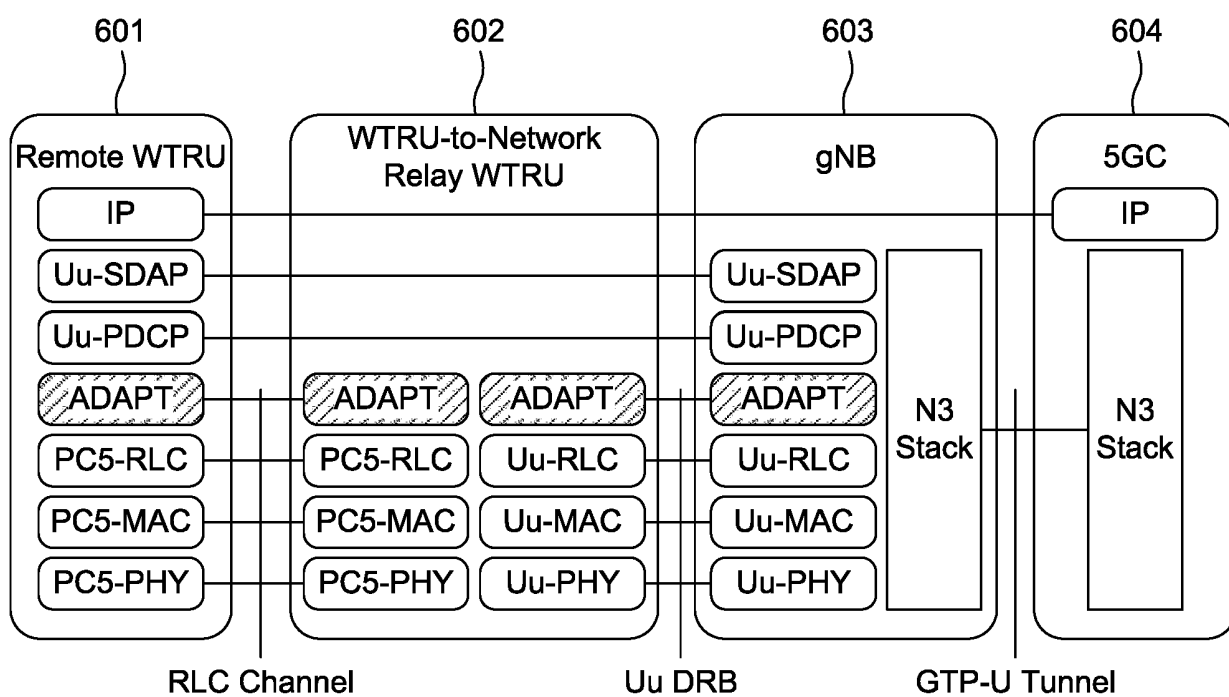 601
602
603
604
Remote WTRU
WTRU-to-Network
Relay WTRU
gNB
5GC
IP
IP
Uu-SDAP
Uu-SDAP
Uu-PDCP
Uu-PDCP
ADAPT
ADAPT
ADAPT
ADAPT
N3
Stack
N3
Stack
PC5-RLC
PC5-RLC
Uu-RLC
Uu-RLC
PC5-MAC
PC5-MAC
Uu-MAC
Uu-MAC
PC5-PHY
PC5-PHY
Uu-PHY
Uu-PHY
RLC Channel
Uu DRB
GTP-U Tunnel